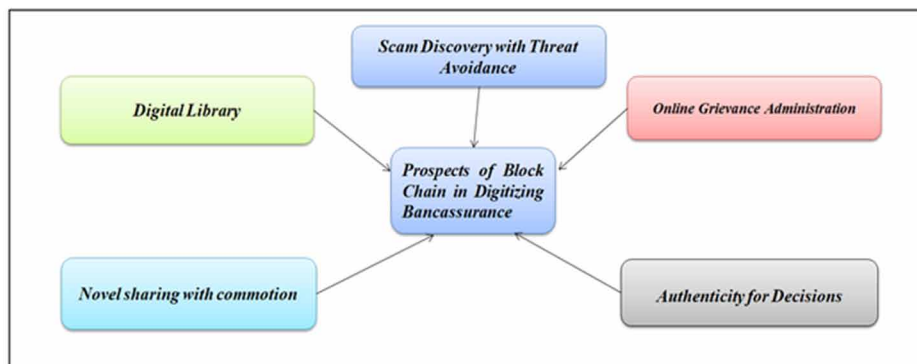 Scam Discovery with Threat
Avoidance
Digital Library
Online Grievance Administration
Prospects of Block
Chain in Digitizing
Bancassurance
Novel sharing with commotion
Authenticity for Decisions